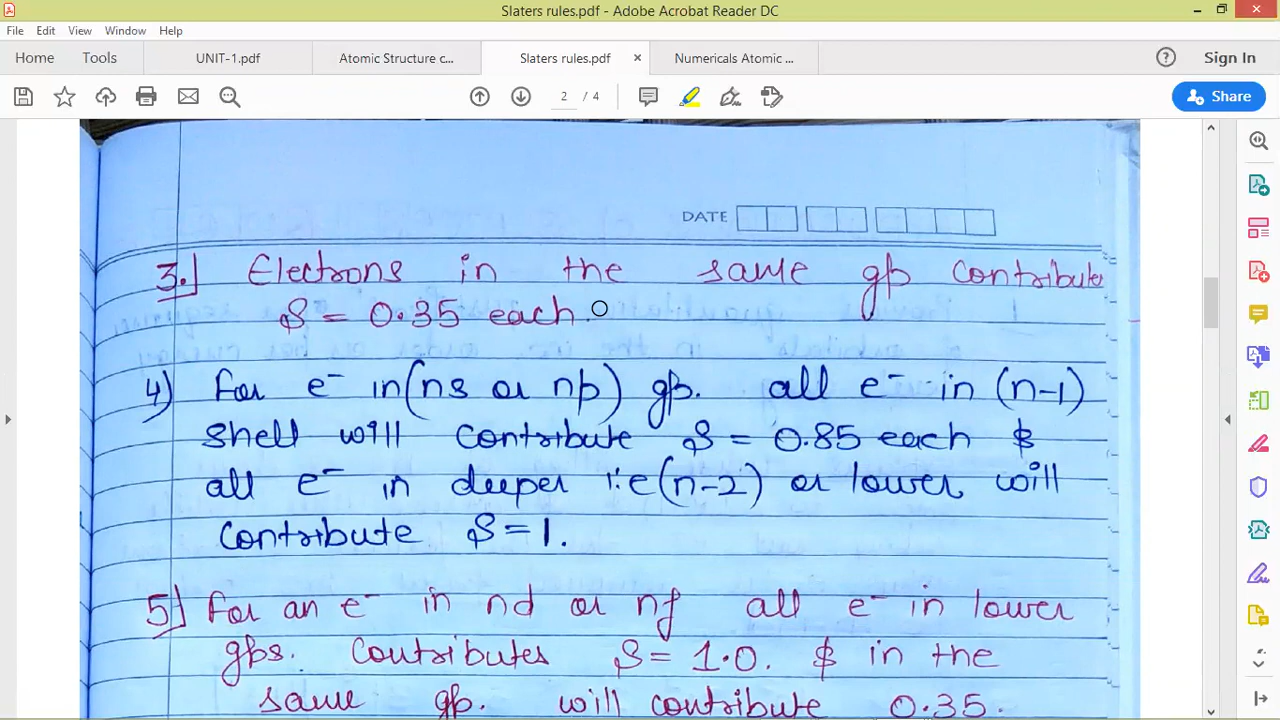 Slaters rules.pdf - Adobe Acrobat Reader DC
File Edit View Window Help
Home Tools UNIT-1.pdf Atomic Structure c... Slaters rules.pdf × Numericals Atomic ... Sign In
2 / 4 Share
DATE
3.] Electrons in the same gp contribute
S = 0.35 each.
4) For e⁻ in (ns or np) gp. all e⁻ in (n-1)
shell will contribute S = 0.85 each &
all e⁻ in deeper i.e (n-2) or lower will
contribute S = 1.
5] For an e⁻ in nd or nf all e⁻ in lower
gps. contributes S = 1.0. & in the
same gp. will contribute 0.35.